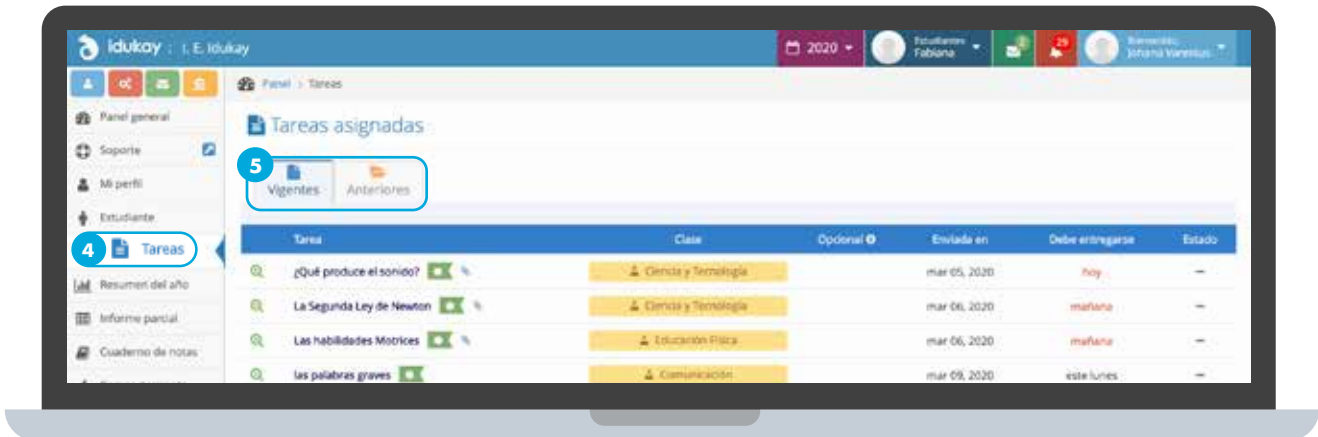 idukay : I. E. Idukay
2020
Estudiantes
Fabiana
29
Bienvenido,
Johana Varentus
Panel > Tareas
Panel general
Soporte
Mi perfil
Estudiante
4 Tareas
Resumen del año
Informe parcial
Cuaderno de notas
Tareas asignadas
5
Vigentes Anteriores
Tarea Clase Opcional Enviada en Debe entregarse Estado
¿Qué produce el sonido? Ciencia y Tecnología mar 05, 2020 hoy —
La Segunda Ley de Newton Ciencia y Tecnología mar 06, 2020 mañana —
Las habilidades Motrices Educación Física mar 06, 2020 mañana —
las palabras graves Comunicación mar 09, 2020 este lunes —